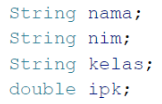 String nama;
String nim;
String kelas;
double ipk;